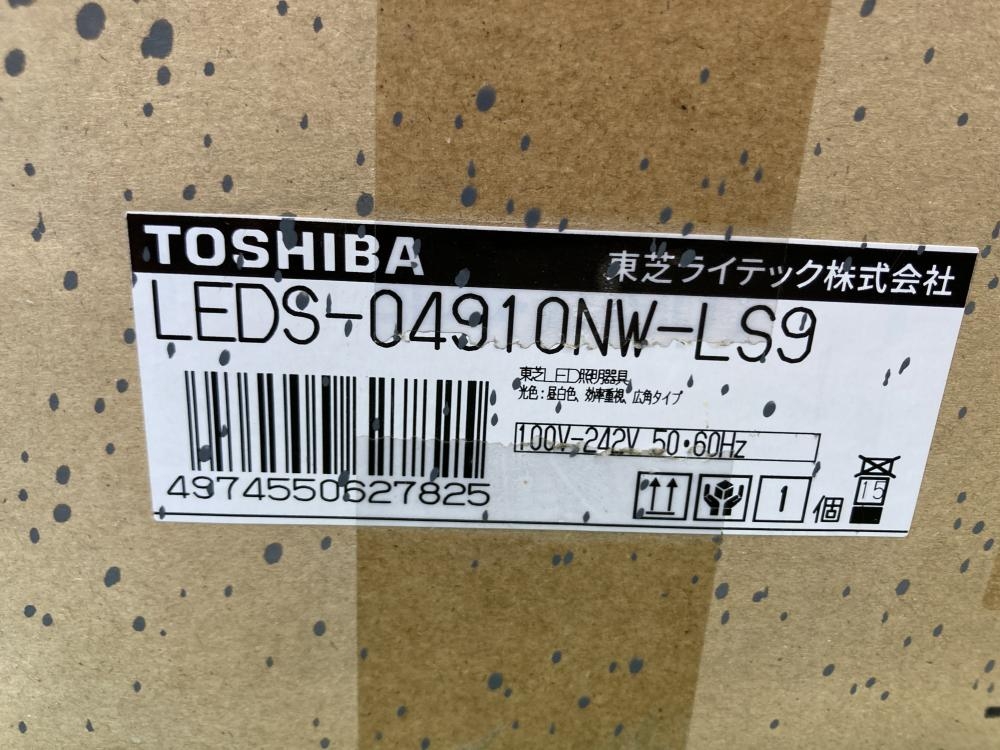 TOSHIBA
東芝ライテック株式会社
LEDS-04910NW-LS9
東芝LED照明器具
光色:昼白色、効率重視、広角タイプ
100V-242V 50・60Hz
4974550627825
1 個
15